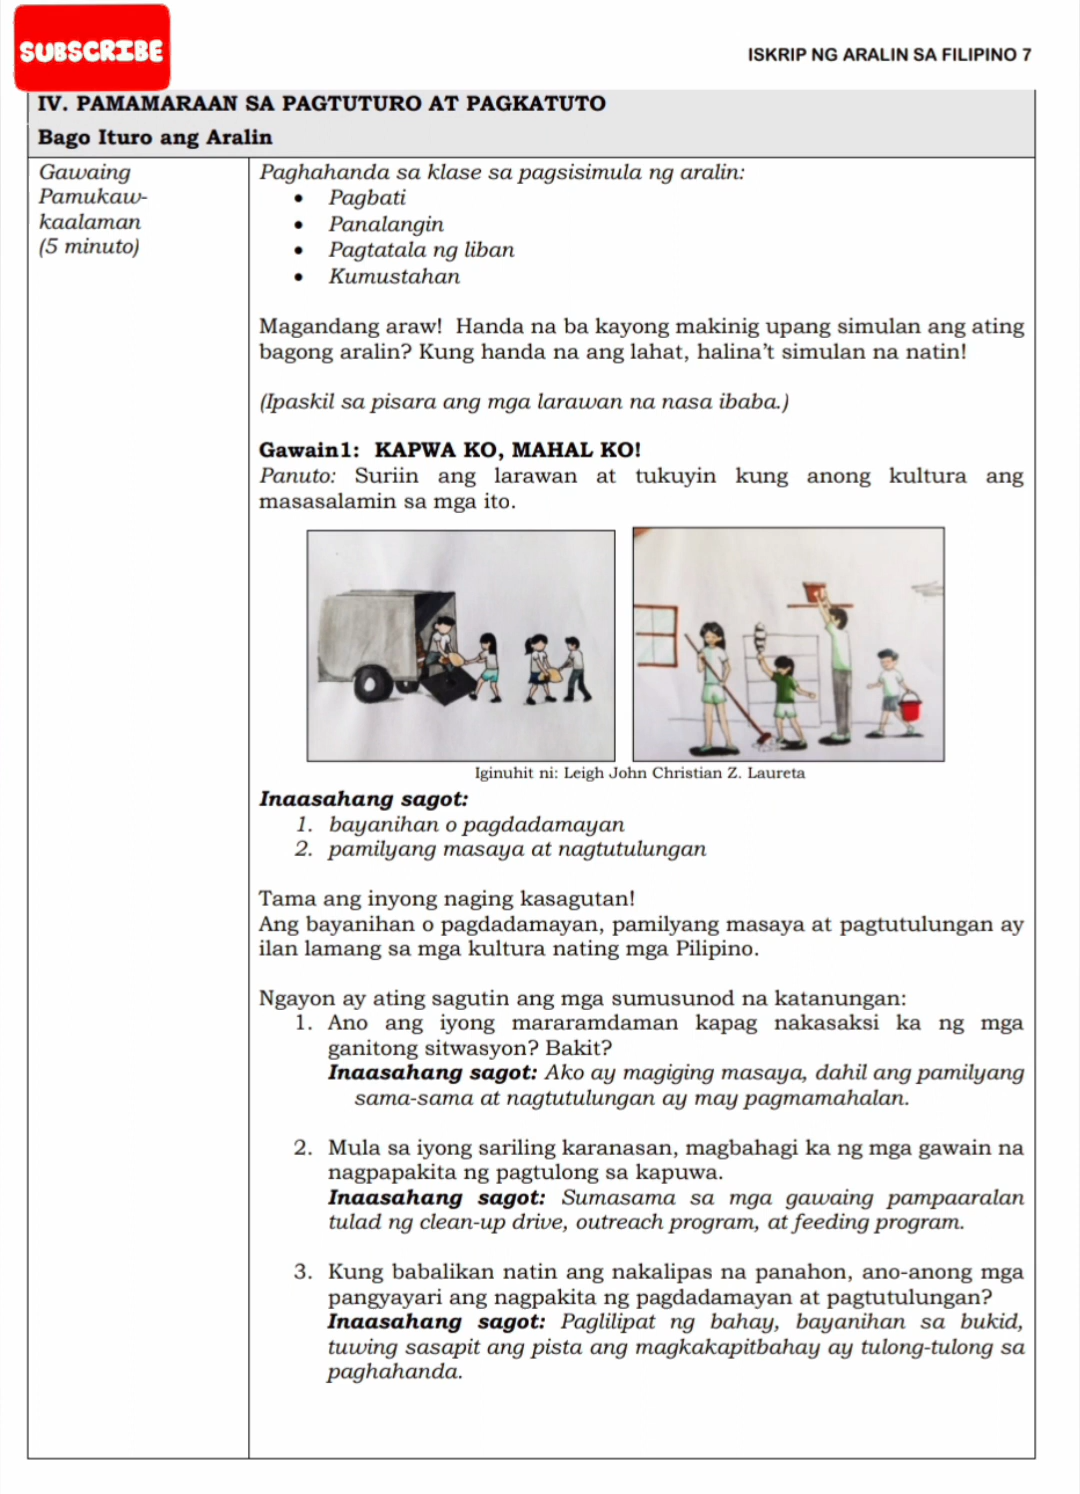 SUBSCRIBE
ISKRIP NG ARALIN SA FILIPINO 7
IV. PAMAMARAAN SA PAGTUTURO AT PAGKATUTO
Bago Ituro ang Aralin
Gawaing
Pamukaw-
kaalaman
(5 minuto)
Paghahanda sa klase sa pagsisimula ng aralin:
• Pagbati
• Panalangin
• Pagtatala ng liban
• Kumustahan
Magandang araw! Handa na ba kayong makinig upang simulan ang ating
bagong aralin? Kung handa na ang lahat, halina't simulan na natin!
(Ipaskil sa pisara ang mga larawan na nasa ibaba.)
Gawain1: KAPWA KO, MAHAL KO!
Panuto: Suriin ang larawan at tukuyin kung anong kultura ang
masasalamin sa mga ito.
Iginuhit ni: Leigh John Christian Z. Laureta
Inaasahang sagot:
1. bayanihan o pagdadamayan
2. pamilyang masaya at nagtutulungan
Tama ang inyong naging kasagutan!
Ang bayanihan o pagdadamayan, pamilyang masaya at pagtutulungan ay
ilan lamang sa mga kultura nating mga Pilipino.
Ngayon ay ating sagutin ang mga sumusunod na katanungan:
1. Ano ang iyong mararamdaman kapag nakasaksi ka ng mga
ganitong sitwasyon? Bakit?
Inaasahang sagot: Ako ay magiging masaya, dahil ang pamilyang
sama-sama at nagtutulungan ay may pagmamahalan.
2. Mula sa iyong sariling karanasan, magbahagi ka ng mga gawain na
nagpapakita ng pagtulong sa kapuwa.
Inaasahang sagot: Sumasama sa mga gawaing pampaaralan
tulad ng clean-up drive, outreach program, at feeding program.
3. Kung babalikan natin ang nakalipas na panahon, ano-anong mga
pangyayari ang nagpakita ng pagdadamayan at pagtutulungan?
Inaasahang sagot: Paglilipat ng bahay, bayanihan sa bukid,
tuwing sasapit ang pista ang magkakapitbahay ay tulong-tulong sa
paghahanda.